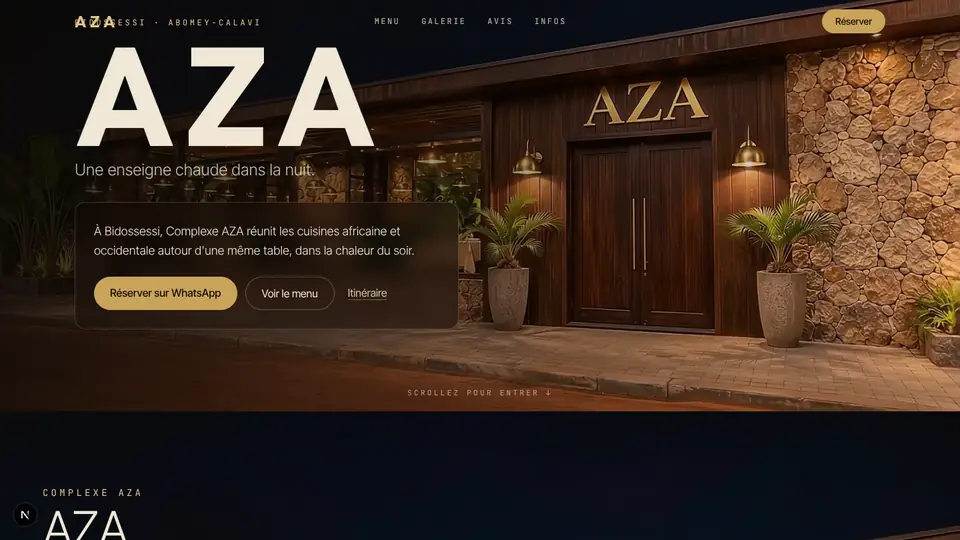 AZA
SSI · ABOMEY-CALAVI
MENU
GALERIE
AVIS
INFOS
Réserver
AZA
Une enseigne chaude dans la nuit.
AZA
À Bidossessi, Complexe AZA réunit les cuisines africaine et
occidentale autour d'une même table, dans la chaleur du soir.
Réserver sur WhatsApp
Voir le menu
Itinéraire
SCROLLEZ POUR ENTRER ↓
COMPLEXE AZA
AZA
N